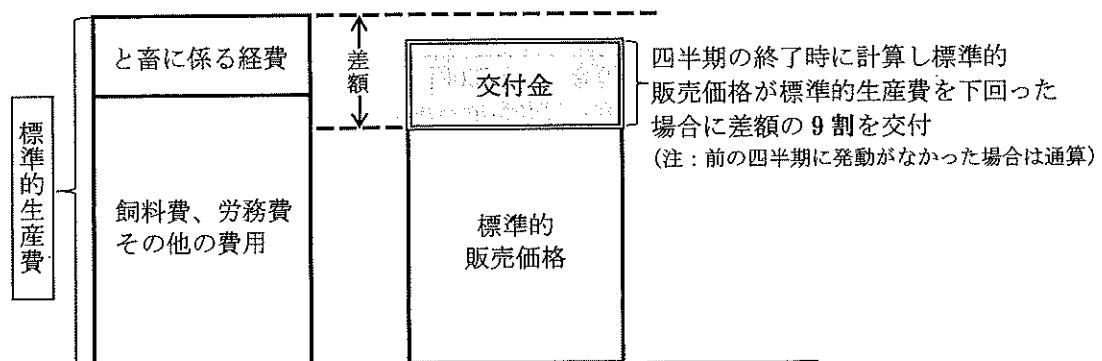 標準的生産費
と畜に係る経費
飼料費、労務費
その他の費用
差額
交付金
標準的
販売価格
四半期の終了時に計算し標準的
販売価格が標準的生産費を下回った
場合に差額の9割を交付
(注：前の四半期に発動がなかった場合は通算)